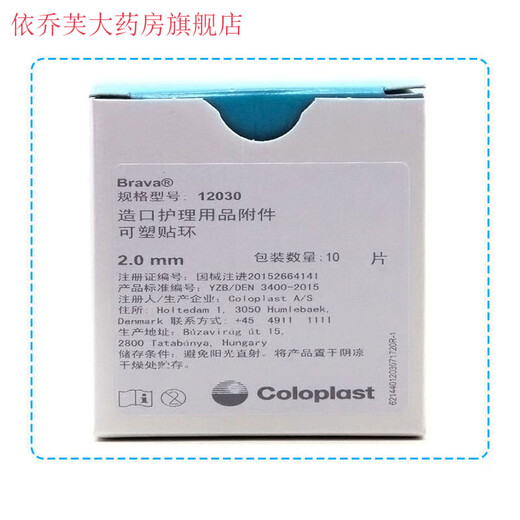 依乔芙大药房旗舰店
Brava®
规格型号: 12030
造口护理用品附件
可塑贴环
2.0 mm 包装数量: 10 片
注册证编号: 国械注进20152664141
产品标准编号: YZB/DEN 3400-2015
注册人/生产企业: Coloplast A/S
住所: Holtedam 1, 3050 Humlebaek,
Denmark 联系方式: +45 4911 1111
生产地址: Búzavirág út 15,
2800 Tatabánya, Hungary
储存条件: 避免阳光直射. 将产品置于阴凉
干燥处贮存.
Coloplast